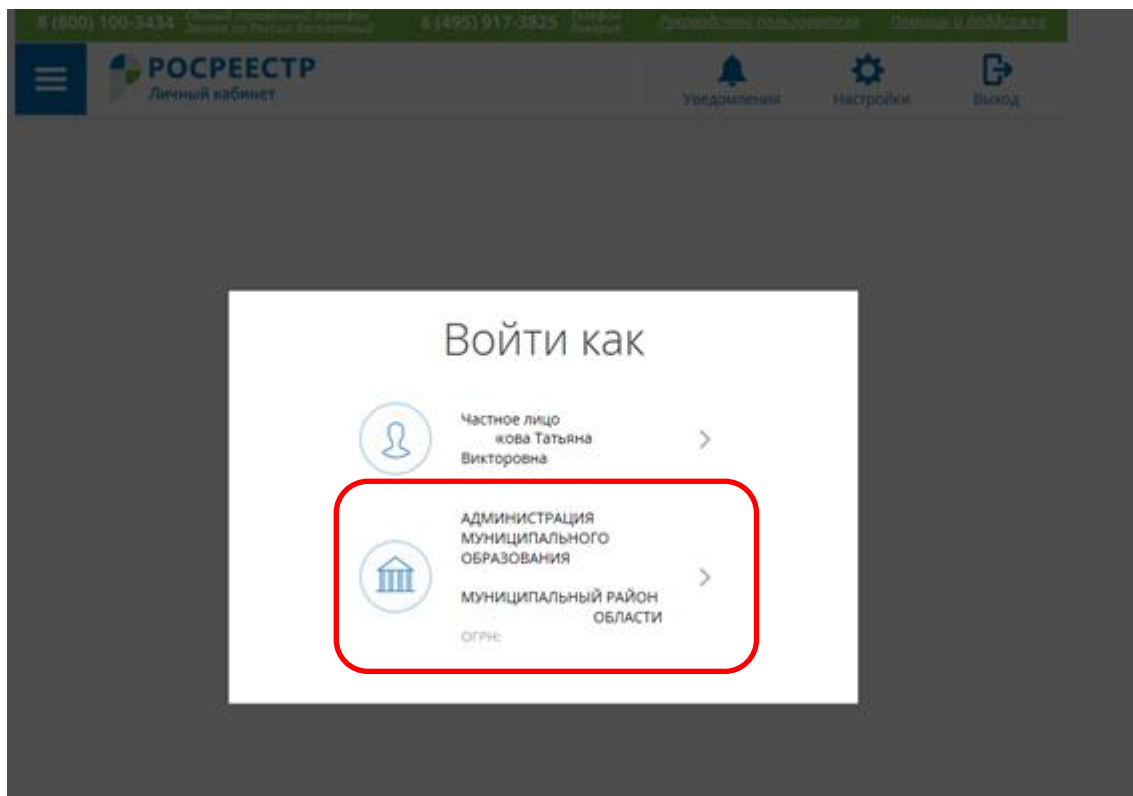 8 (800) 100-3434 8 (495) 917-3825 Руководство пользователя Помощь и поддержка
РОСРЕЕСТР
Личный кабинет
Уведомления Настройки Выход
Войти как
Частное лицо
кова Татьяна
Викторовна
АДМИНИСТРАЦИЯ
МУНИЦИПАЛЬНОГО
ОБРАЗОВАНИЯ
МУНИЦИПАЛЬНЫЙ РАЙОН
ОБЛАСТИ
ОГРН: